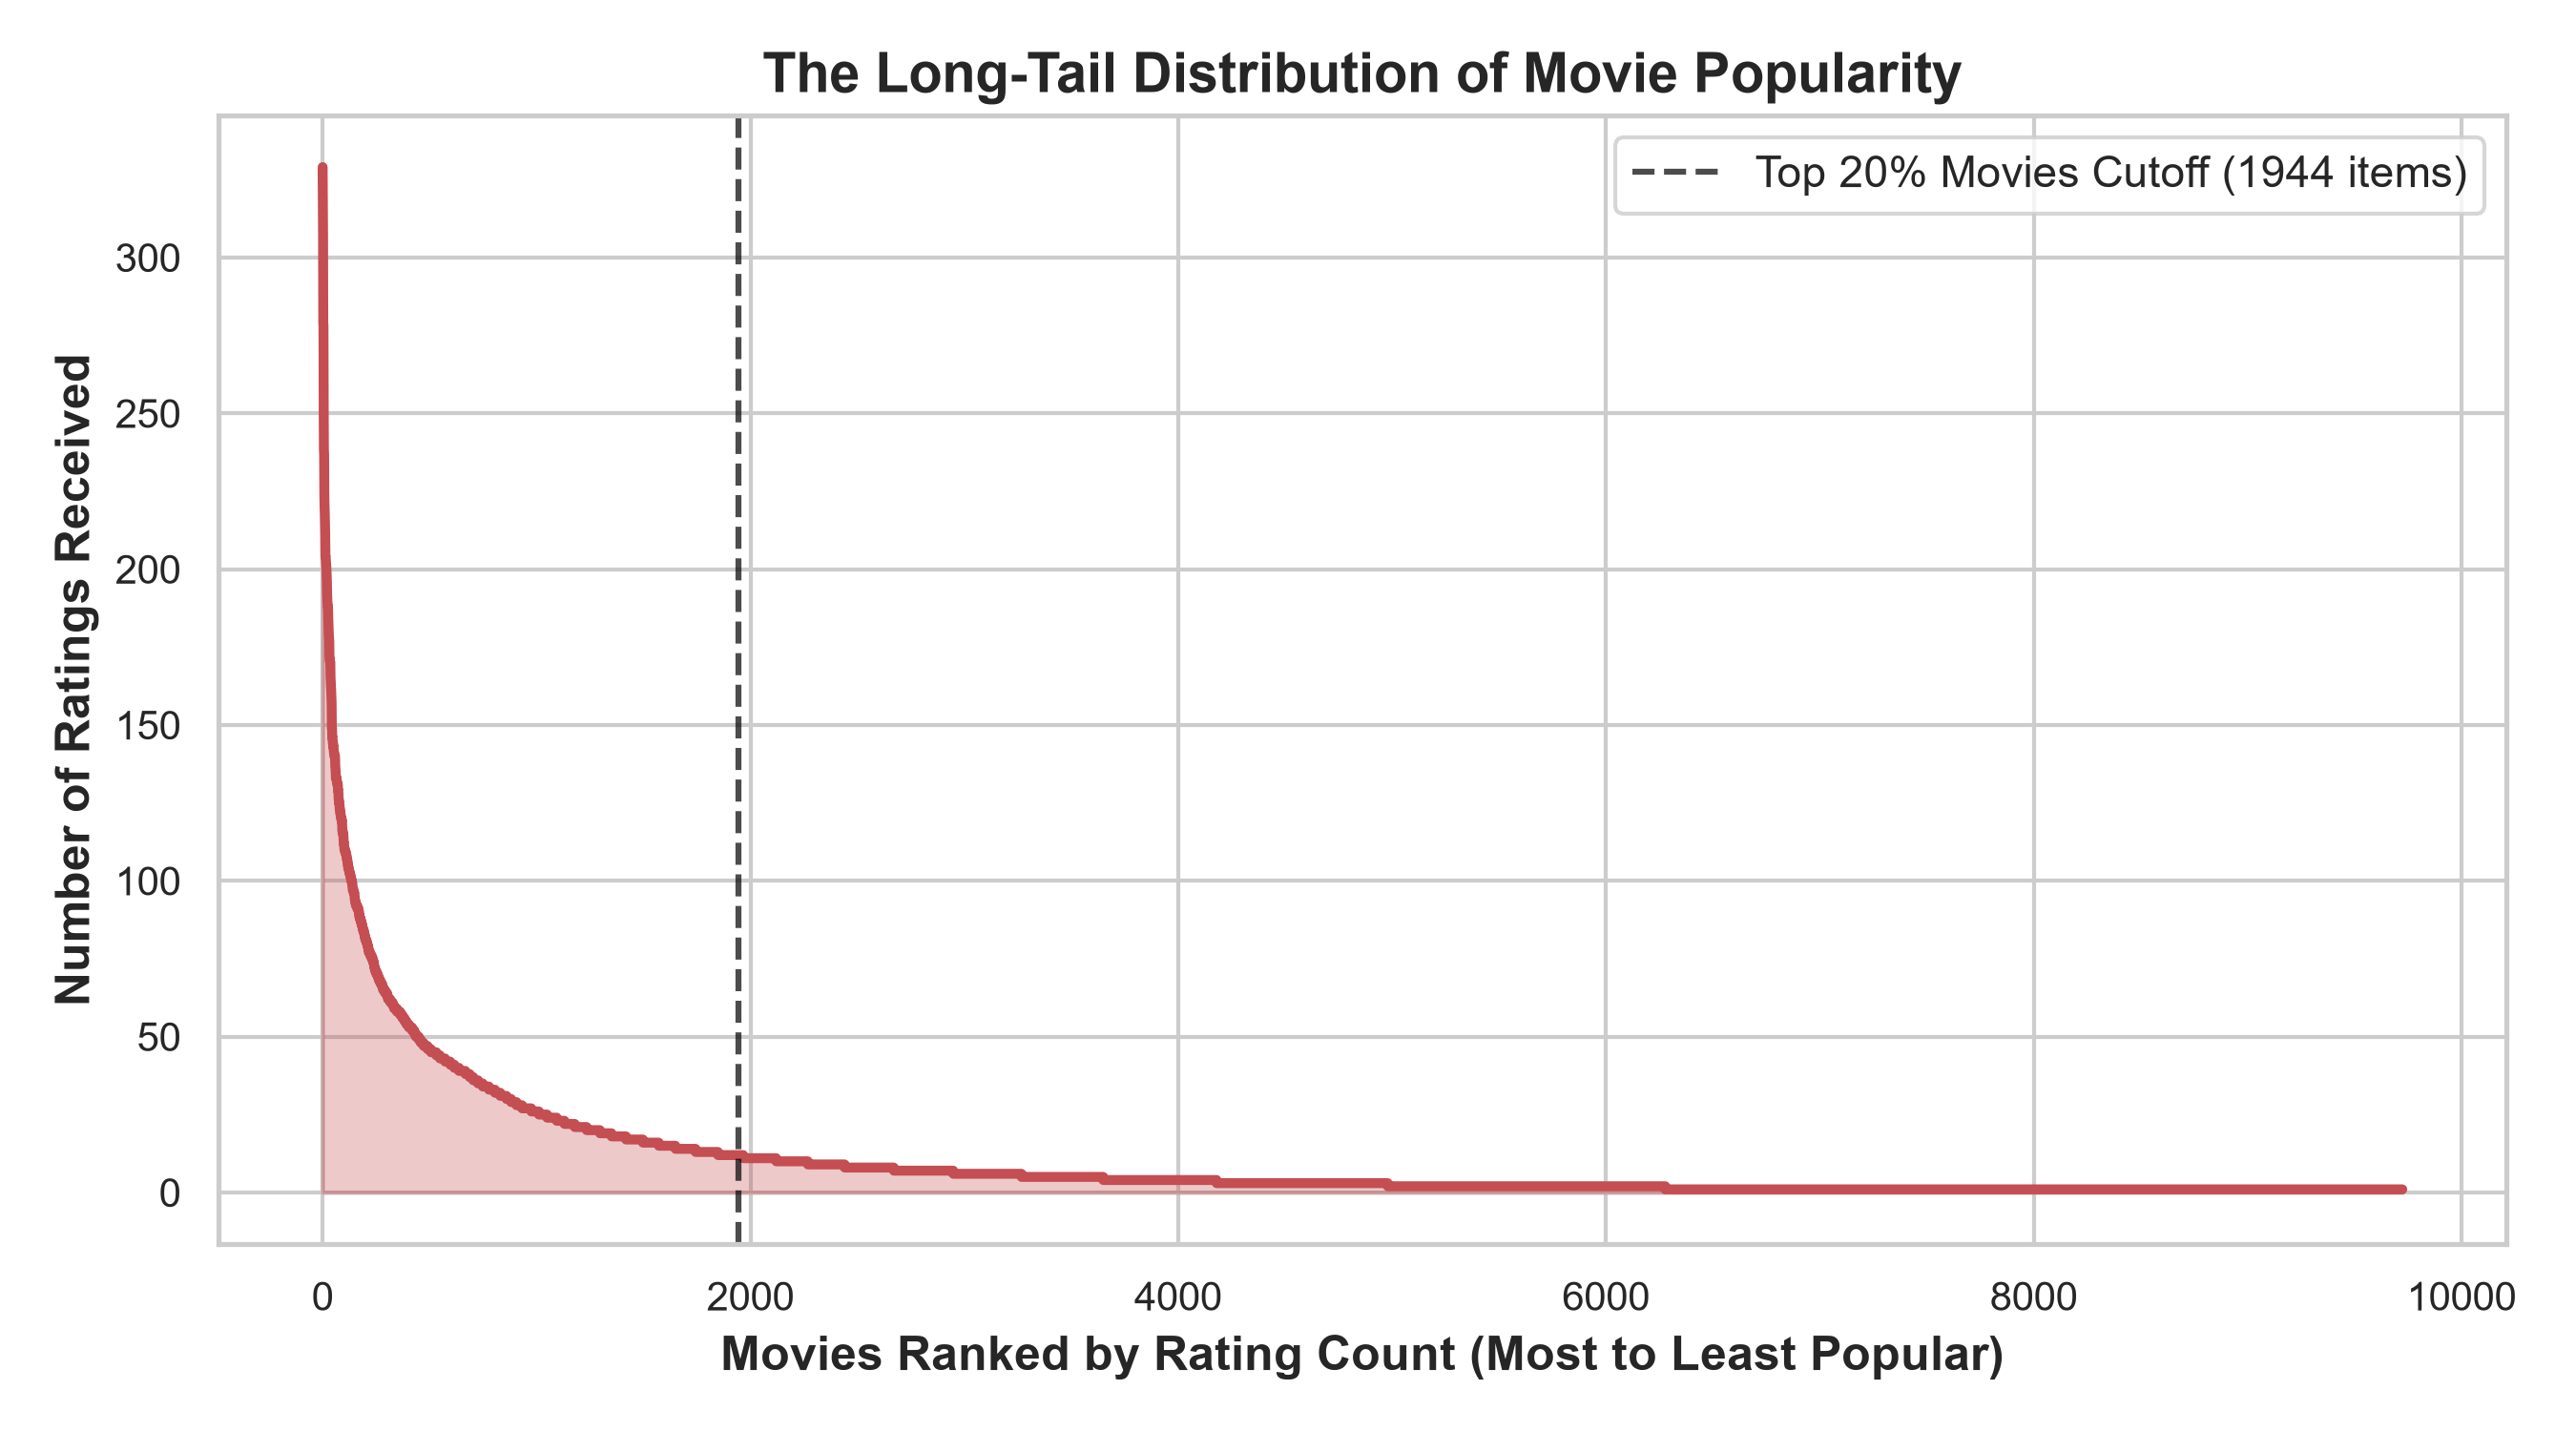 The Long-Tail Distribution of Movie Popularity
Top 20% Movies Cutoff (1944 items)
Number of Ratings Received
300
250
200
150
100
50
0
0 2000 4000 6000 8000 10000
Movies Ranked by Rating Count (Most to Least Popular)